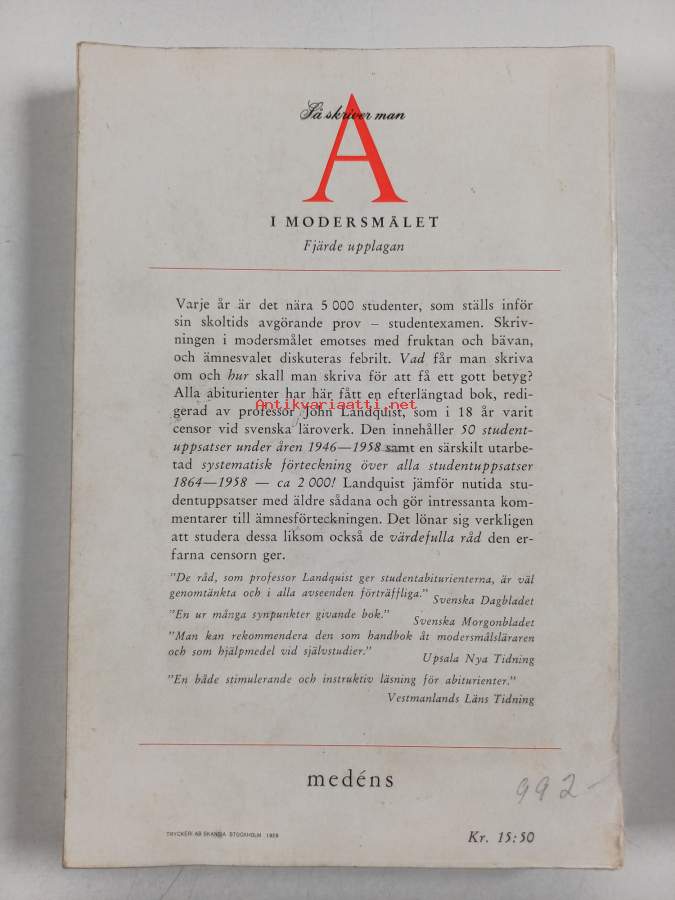 Så skriver man
A
I MODERSMÅLET
Fjärde upplagan
Varje år är det nära 5 000 studenter, som ställs inför
sin skoltids avgörande prov – studentexamen. Skriv-
ningen i modersmålet emotses med fruktan och bävan,
och ämnesvalet diskuteras febrilt. Vad får man skriva
om och hur skall man skriva för att få ett gott betyg?
Alla abiturienter har här fått en efterlängtad bok, redi-
Antikvariaatti.net
gerad av professor John Landquist, som i 18 år varit
censor vid svenska läroverk. Den innehåller 50 student-
uppsatser under åren 1946—1958 samt en särskilt utarbe-
tad systematisk förteckning över alla studentuppsatser
1864—1958 — ca 2 000! Landquist jämför nutida stu-
dentuppsatser med äldre sådana och gör intressanta kom-
mentarer till ämnesförteckningen. Det lönar sig verkligen
att studera dessa liksom också de värdefulla råd den er-
farna censorn ger.
"De råd, som professor Landquist ger studentabiturienterna, är väl
genomtänkta och i alla avseenden förträffliga."
Svenska Dagbladet
"En ur många synpunkter givande bok."
Svenska Morgonbladet
"Man kan rekommendera den som handbok åt modersmålsläraren
och som hjälpmedel vid självstudier."
Upsala Nya Tidning
"En både stimulerande och instruktiv läsning för abiturienter."
Vestmanlands Läns Tidning
medéns
992-
TRYCKERI AB SKANDIA STOCKHOLM 1959
Kr. 15:50